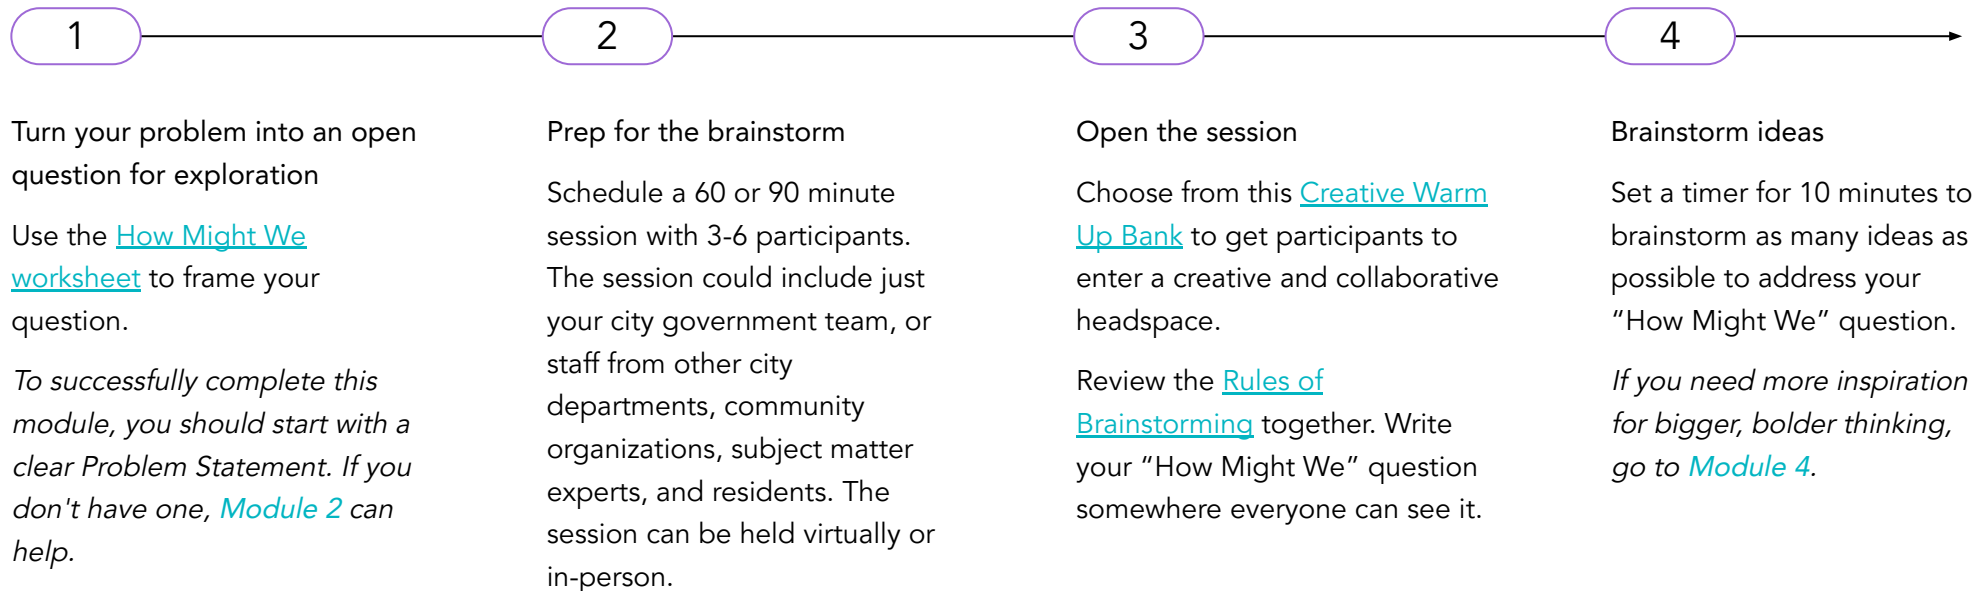 1
Turn your problem into an open
question for exploration
Use the How Might We
worksheet to frame your
question.
To successfully complete this
module, you should start with a
clear Problem Statement. If you
don't have one, Module 2 can
help.
2
Prep for the brainstorm
Schedule a 60 or 90 minute
session with 3-6 participants.
The session could include just
your city government team, or
staff from other city
departments, community
organizations, subject matter
experts, and residents. The
session can be held virtually or
in-person.
3
Open the session
Choose from this Creative Warm
Up Bank to get participants to
enter a creative and collaborative
headspace.
Review the Rules of
Brainstorming together. Write
your “How Might We” question
somewhere everyone can see it.
4
Brainstorm ideas
Set a timer for 10 minutes to
brainstorm as many ideas as
possible to address your
“How Might We” question.
If you need more inspiration
for bigger, bolder thinking,
go to Module 4.